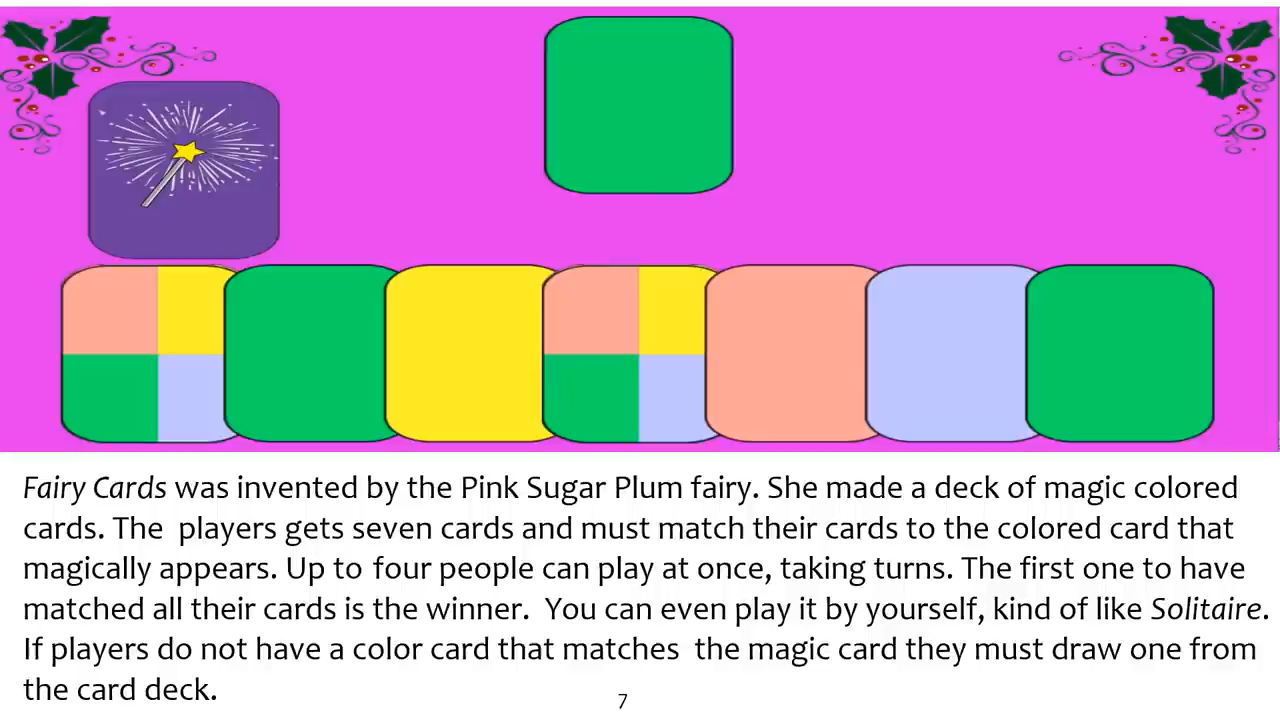 Fairy Cards was invented by the Pink Sugar Plum fairy. She made a deck of magic colored
cards. The  players gets seven cards and must match their cards to the colored card that
magically appears. Up to four people can play at once, taking turns. The first one to have
matched all their cards is the winner.  You can even play it by yourself, kind of like Solitaire.
If players do not have a color card that matches  the magic card they must draw one from
the card deck.
7